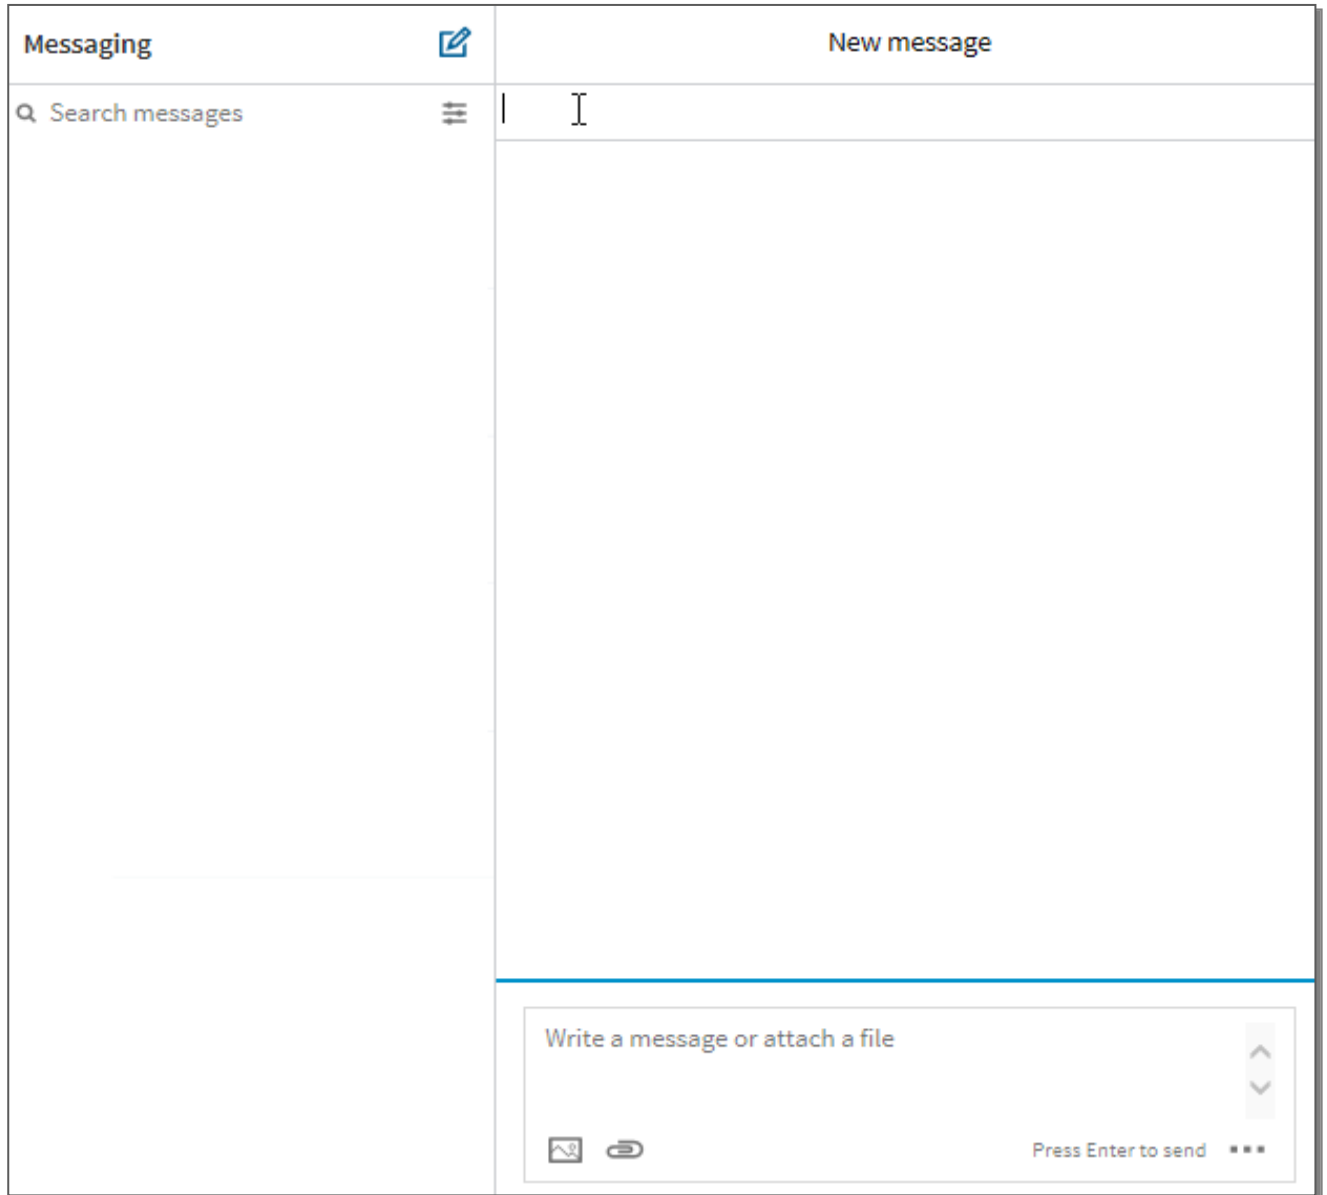 Messaging
New message
Search messages
Write a message or attach a file
Press Enter to send